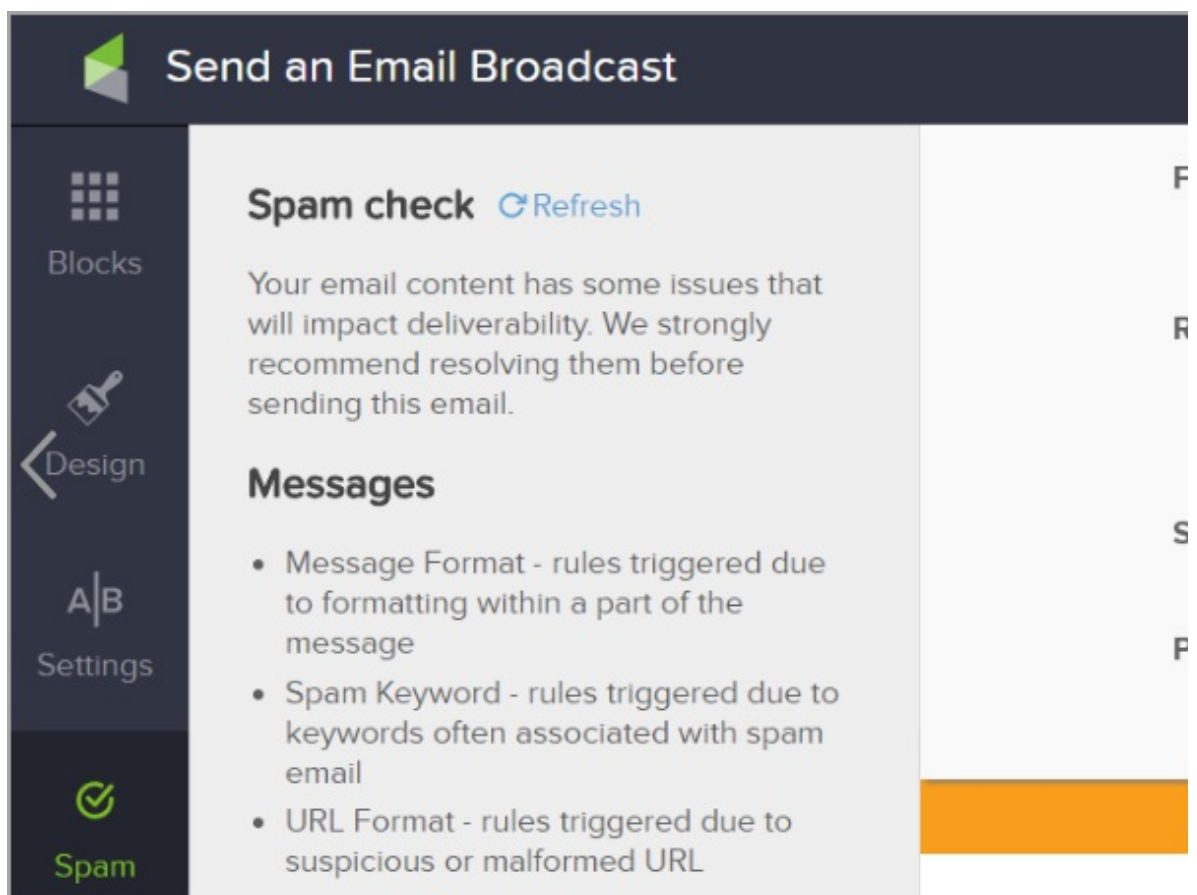 Send an Email Broadcast
Blocks
Design
A|B
Settings
Spam
Spam check Refresh
Your email content has some issues that
will impact deliverability. We strongly
recommend resolving them before
sending this email.
Messages
• Message Format - rules triggered due
to formatting within a part of the
message
• Spam Keyword - rules triggered due to
keywords often associated with spam
email
• URL Format - rules triggered due to
suspicious or malformed URL
F
R
S
P